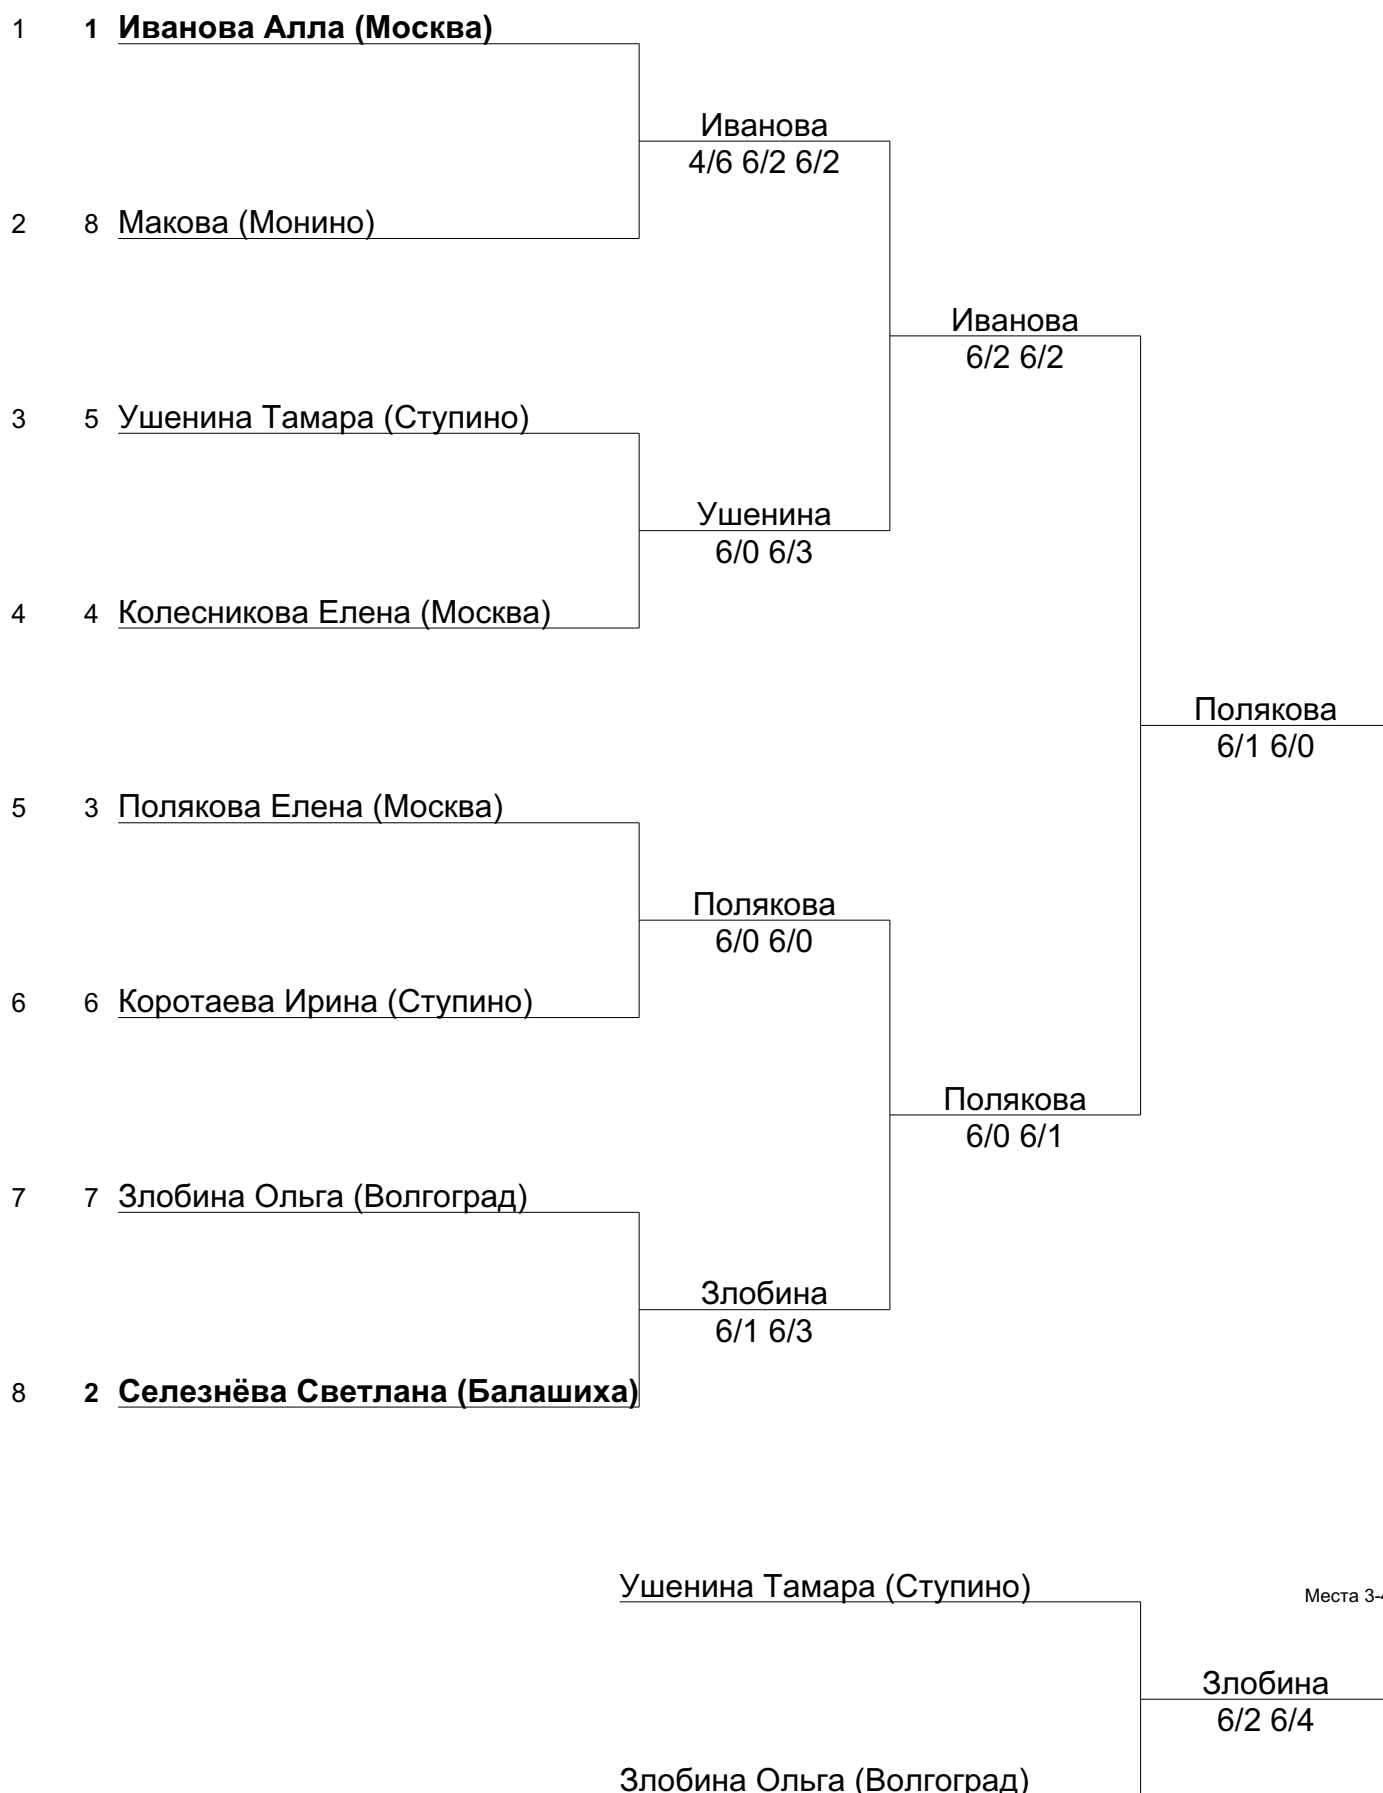 1 1 Иванова Алла (Москва)
Иванова
4/6 6/2 6/2
2 8 Макова (Монино)
Иванова
6/2 6/2
3 5 Ушенина Тамара (Ступино)
Ушенина
6/0 6/3
4 4 Колесникова Елена (Москва)
Полякова
6/1 6/0
5 3 Полякова Елена (Москва)
Полякова
6/0 6/0
6 6 Коротаева Ирина (Ступино)
Полякова
6/0 6/1
7 7 Злобина Ольга (Волгоград)
Злобина
6/1 6/3
8 2 Селезнёва Светлана (Балашиха)
Ушенина Тамара (Ступино)
Места 3-4
Злобина
6/2 6/4
Злобина Ольга (Волгоград)